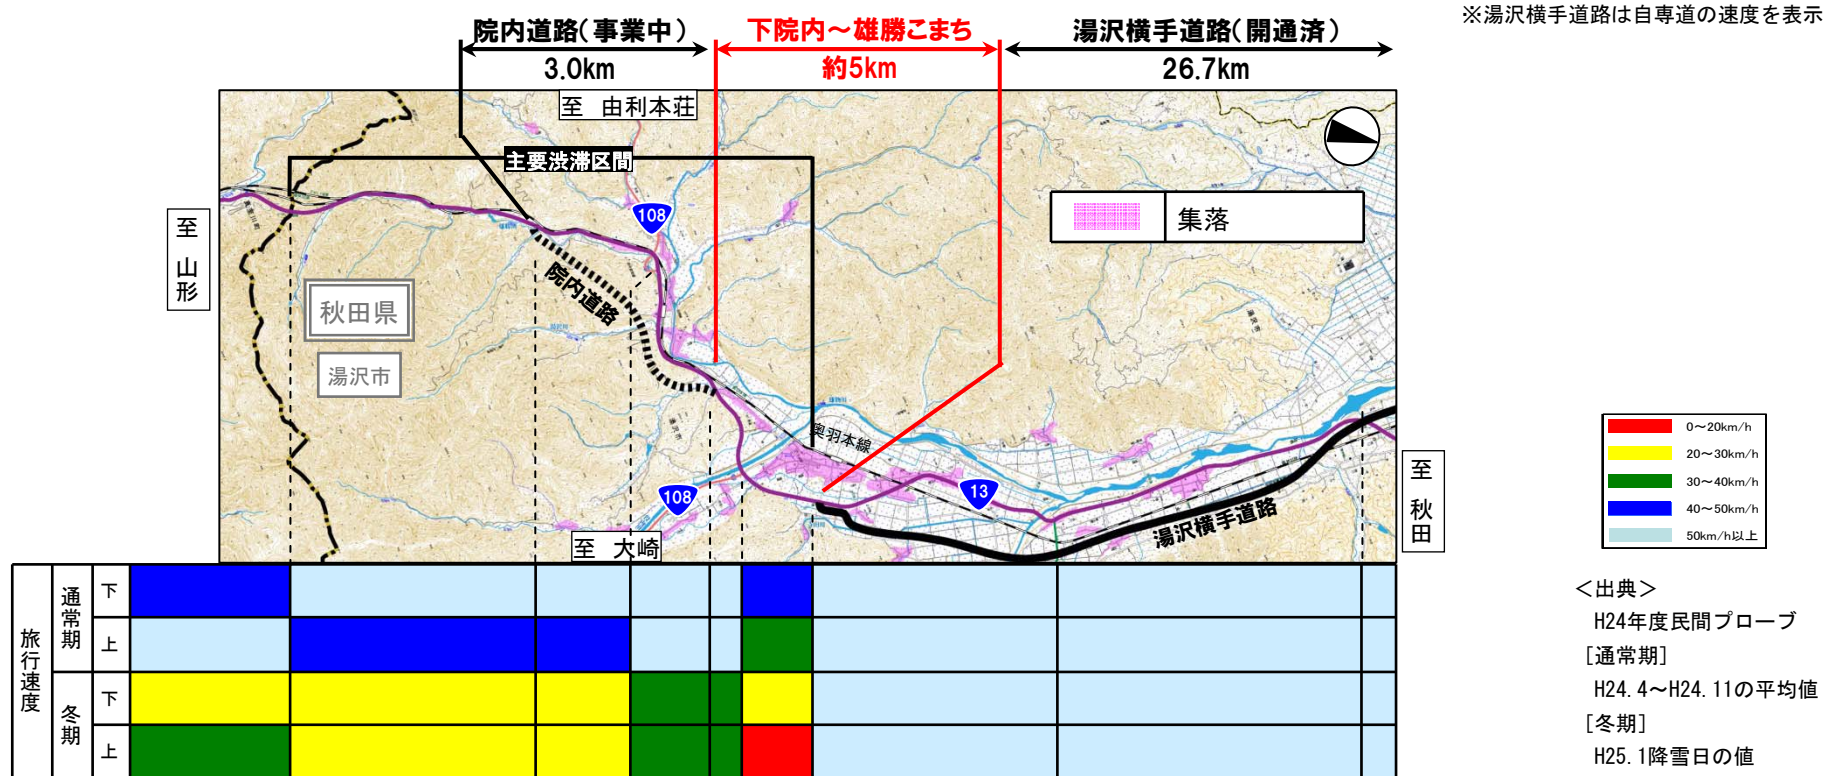 ※湯沢横手道路は自専道の速度を表示
院内道路(事業中)
下院内～雄勝こまち
湯沢横手道路(開通済)
3.0km
約5km
26.7km
至 由利本荘
主要渋滞区間
108
集落
至 山形
院内道路
秋田県
湯沢市
奥羽本線
108
13
至 大崎
湯沢横手道路
至 秋田
0～20km/h
20～30km/h
30～40km/h
40～50km/h
50km/h以上
旅行速度
通常期
下
上
冬期
下
上
＜出典＞
H24年度民間プローブ
[通常期]
H24.4～H24.11の平均値
[冬期]
H25.1降雪日の値